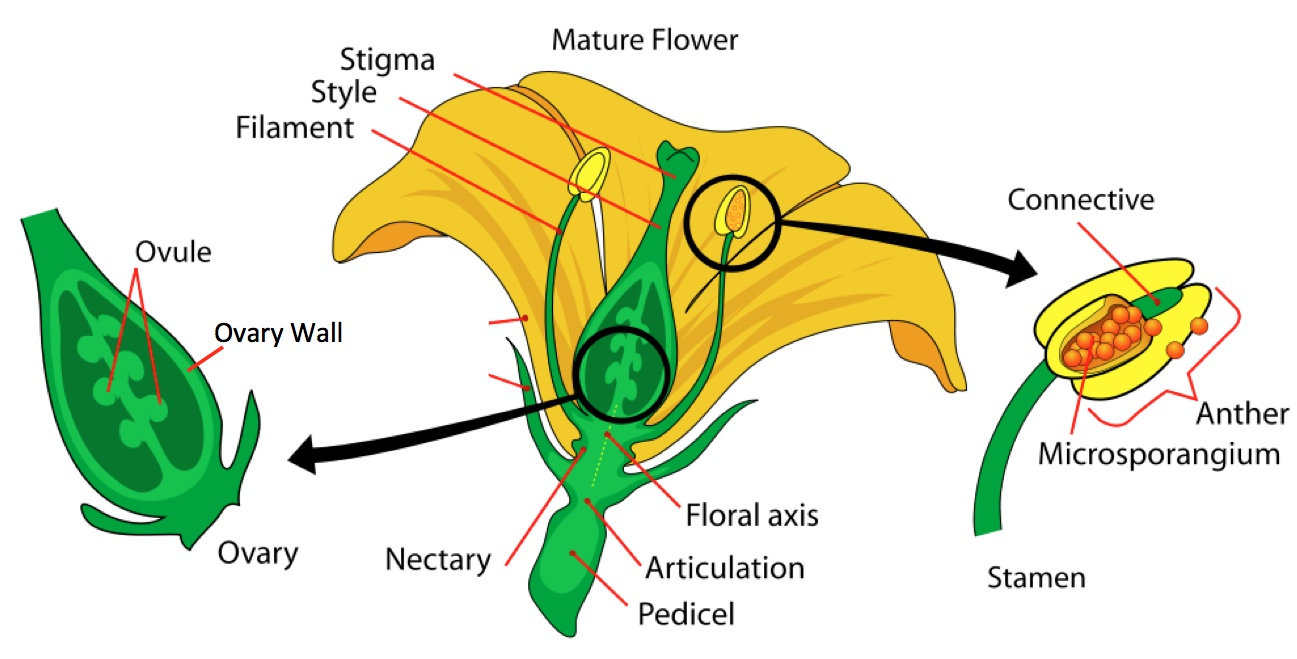 Mature Flower
Stigma
Style
Filament
Connective
Ovule
Ovary Wall
Anther
Microsporangium
Floral axis
Ovary
Nectary
Articulation
Stamen
Pedicel